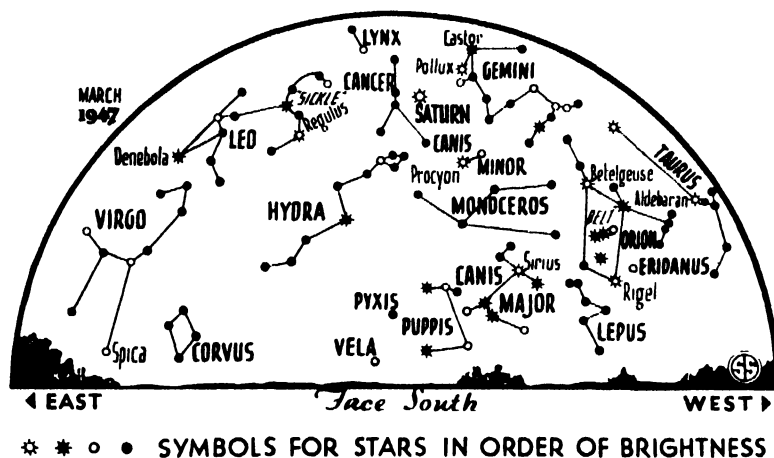 LYNX
Castor
Pollux
GEMINI
CANCER
MARCH
1947
"SICKLE"
Regulus
SATURN
LEO
Denebola
CANIS
MINOR
Procyon
TAURUS
Betelgeuse
Aldebaran
HYDRA
MONOCEROS
VIRGO
BELT
ORION
ERIDANUS
CANIS
Sirius
MAJOR
Rigel
PYXIS
PUPPIS
LEPUS
VELA
Spica
CORVUS
SS
EAST
Face South
WEST
SYMBOLS FOR STARS IN ORDER OF BRIGHTNESS